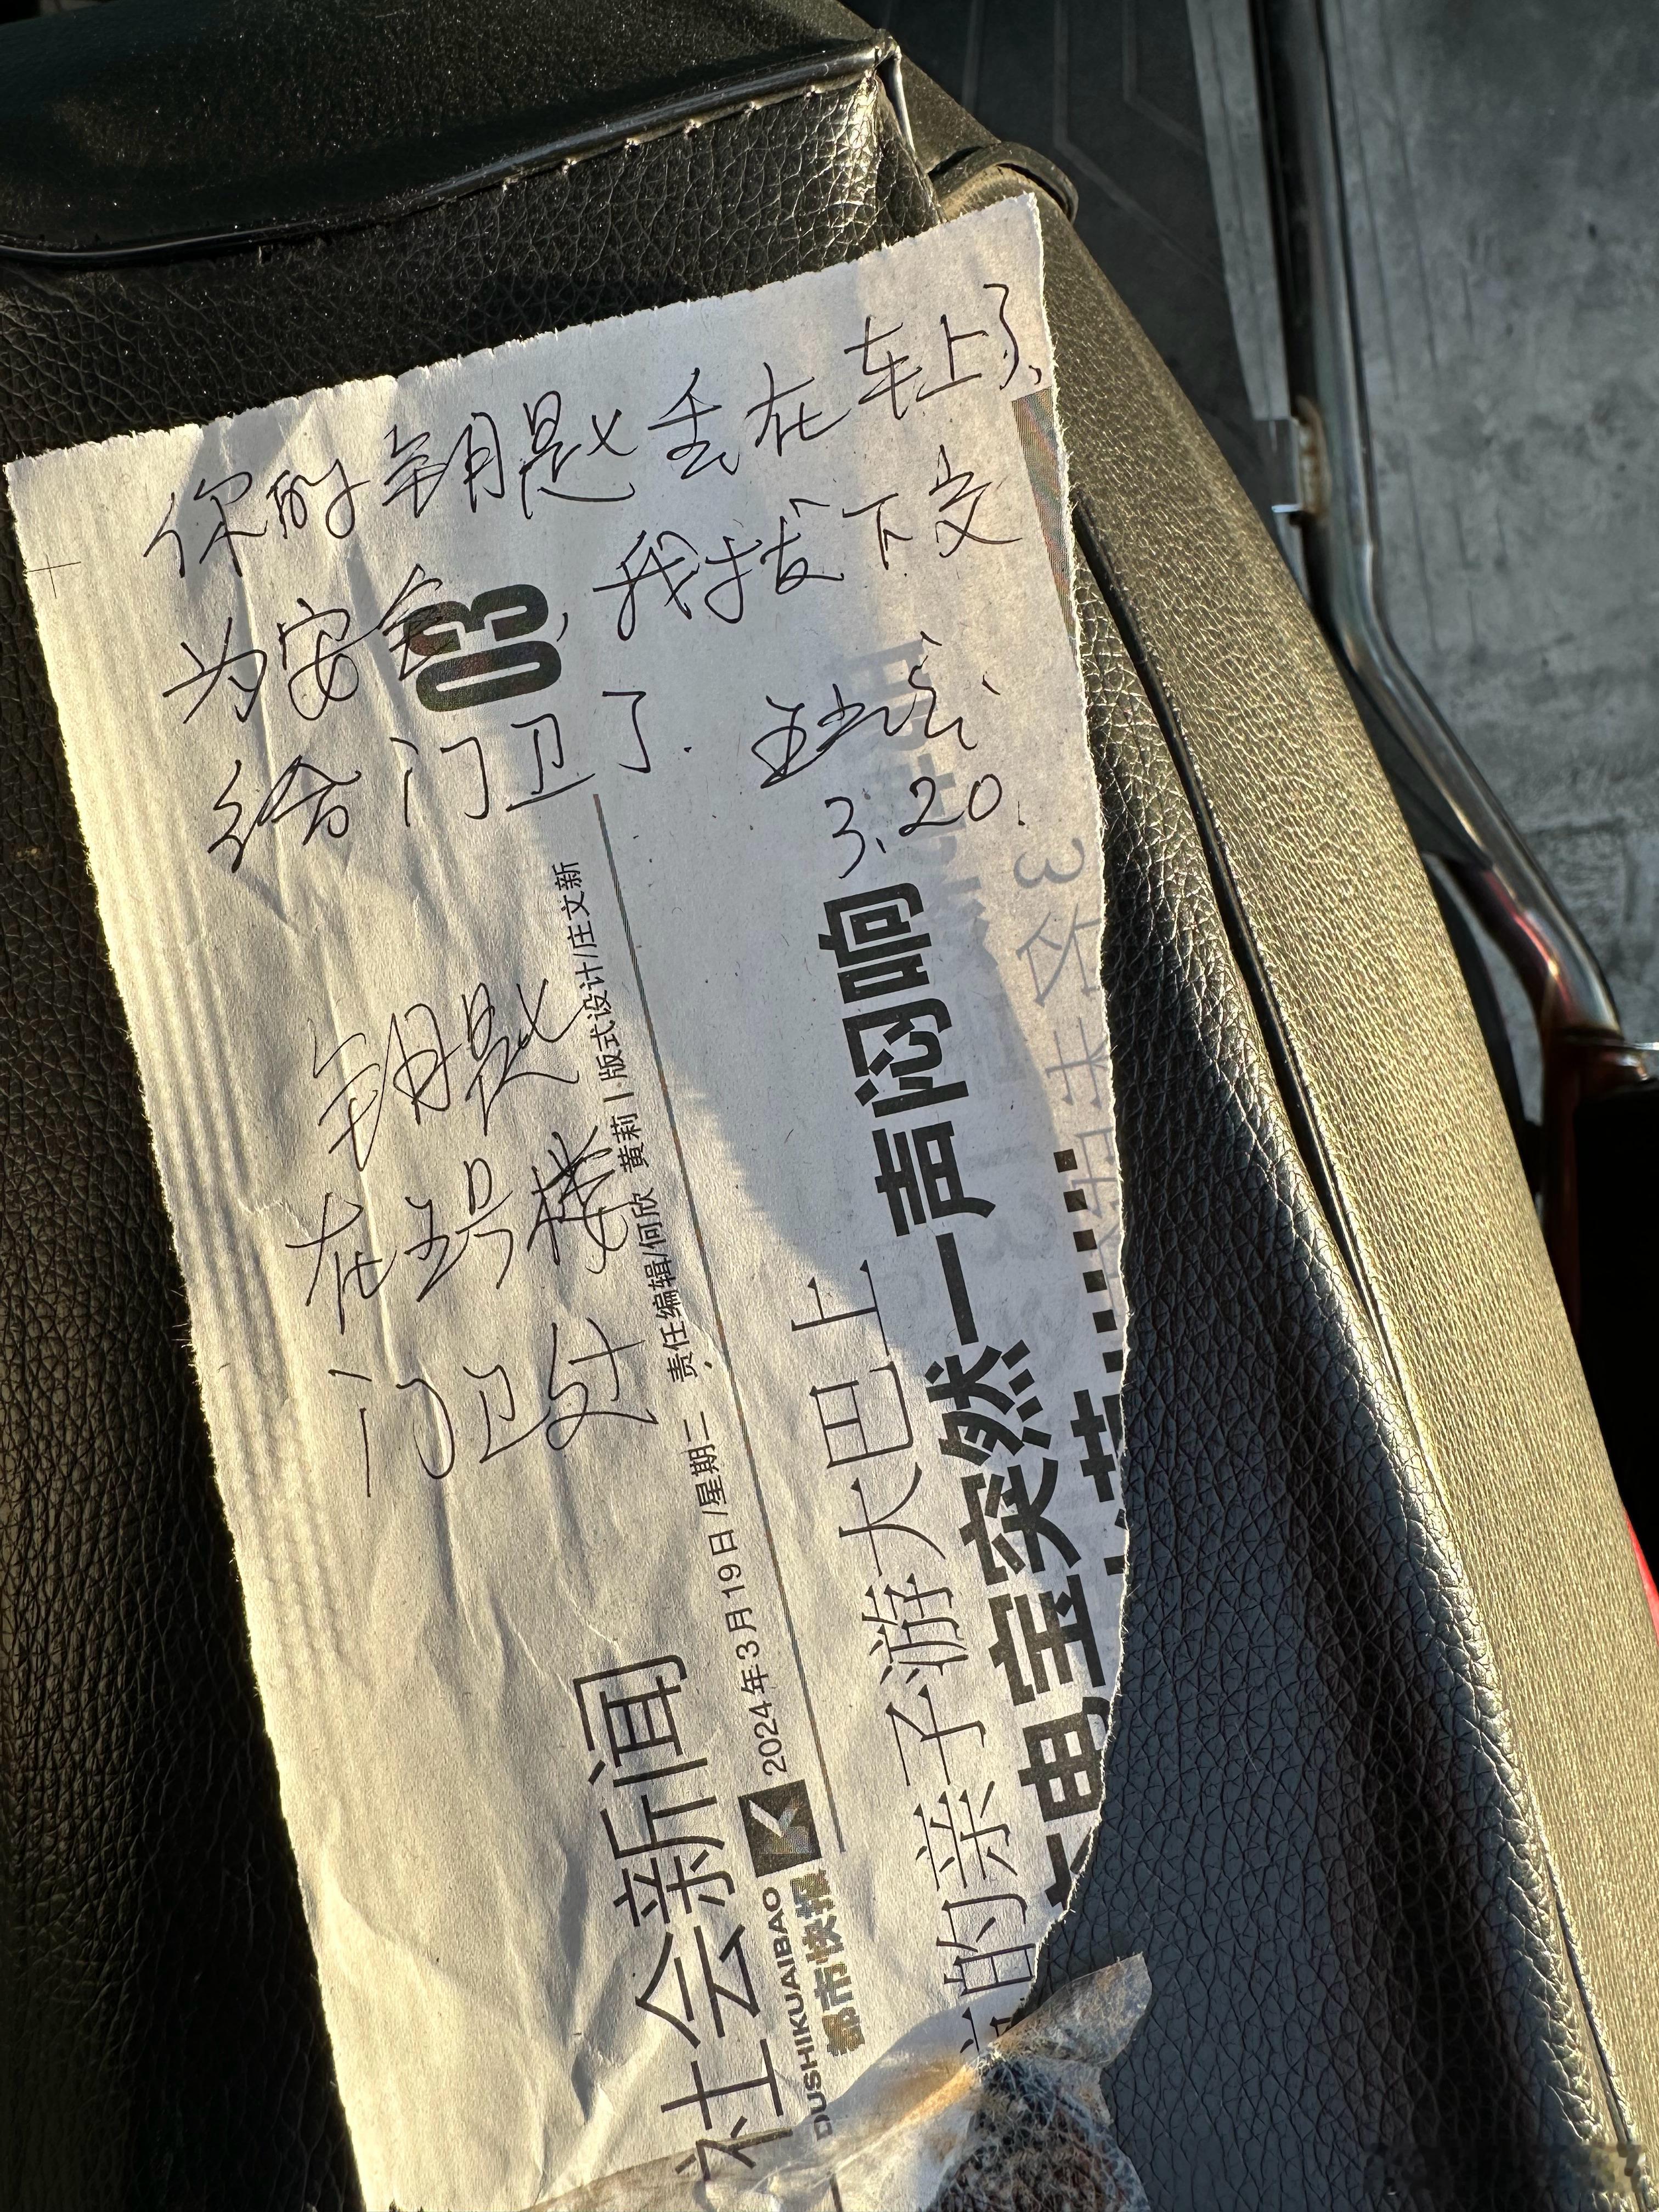 你的钥匙丢在车上了,
为安全,我拔下交
给门卫了.
3.20.
钥匙
在5号楼
门卫处
03
社会新闻
DUSHIKUAIBAO
都市快报
2024年3月19日/星期二 责任编辑/何欣 黄莉|版式设计/庄文新
的亲子游大巴上
电宝突然一声闷响